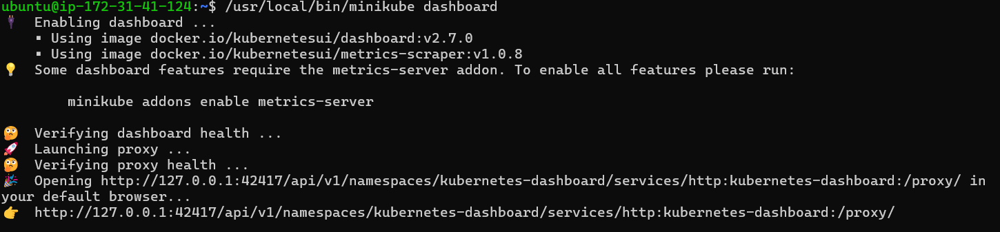 ubuntu@ip-172-31-41-124:~$ /usr/local/bin/minikube dashboard
Enabling dashboard ...
▪ Using image docker.io/kubernetesui/dashboard:v2.7.0
▪ Using image docker.io/kubernetesui/metrics-scraper:v1.0.8
Some dashboard features require the metrics-server addon. To enable all features please run:
minikube addons enable metrics-server
Verifying dashboard health ...
Launching proxy ...
Verifying proxy health ...
Opening http://127.0.0.1:42417/api/v1/namespaces/kubernetes-dashboard/services/http:kubernetes-dashboard:/proxy/ in
your default browser...
http://127.0.0.1:42417/api/v1/namespaces/kubernetes-dashboard/services/http:kubernetes-dashboard:/proxy/